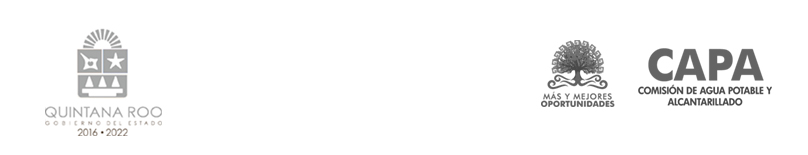 QUINTANA ROO
GOBIERNO DEL ESTADO
2016 • 2022
MÁS Y MEJORES
OPORTUNIDADES
CAPA
COMISIÓN DE AGUA POTABLE Y
ALCANTARILLADO